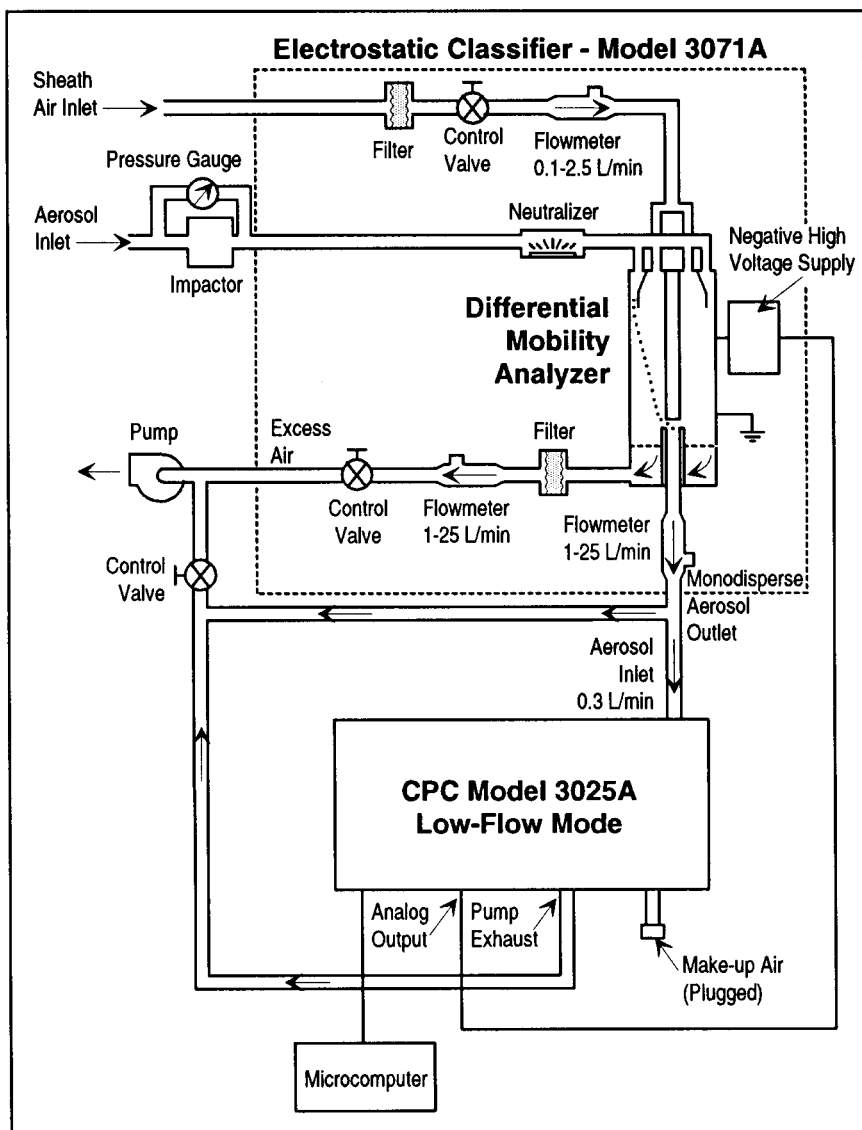 Electrostatic Classifier - Model 3071A
Sheath
Air Inlet
Filter
Control
Valve
Flowmeter
0.1-2.5 L/min
Pressure Gauge
Aerosol
Inlet
Impactor
Neutralizer
Negative High
Voltage Supply
Differential
Mobility
Analyzer
Pump
Excess
Air
Control
Valve
Flowmeter
1-25 L/min
Filter
Flowmeter
1-25 L/min
Control
Valve
Monodisperse
Aerosol
Outlet
Aerosol
Inlet
0.3 L/min
CPC Model 3025A
Low-Flow Mode
Analog
Output
Pump
Exhaust
Make-up Air
(Plugged)
Microcomputer